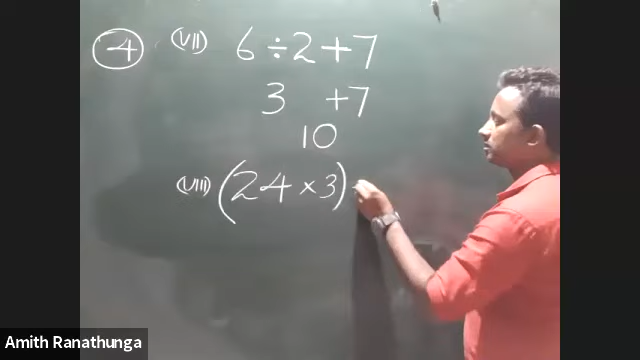 4 (VII) 6 ÷ 2 + 7
3 + 7
10
(VIII) (24 × 3)
Amith Ranathunga